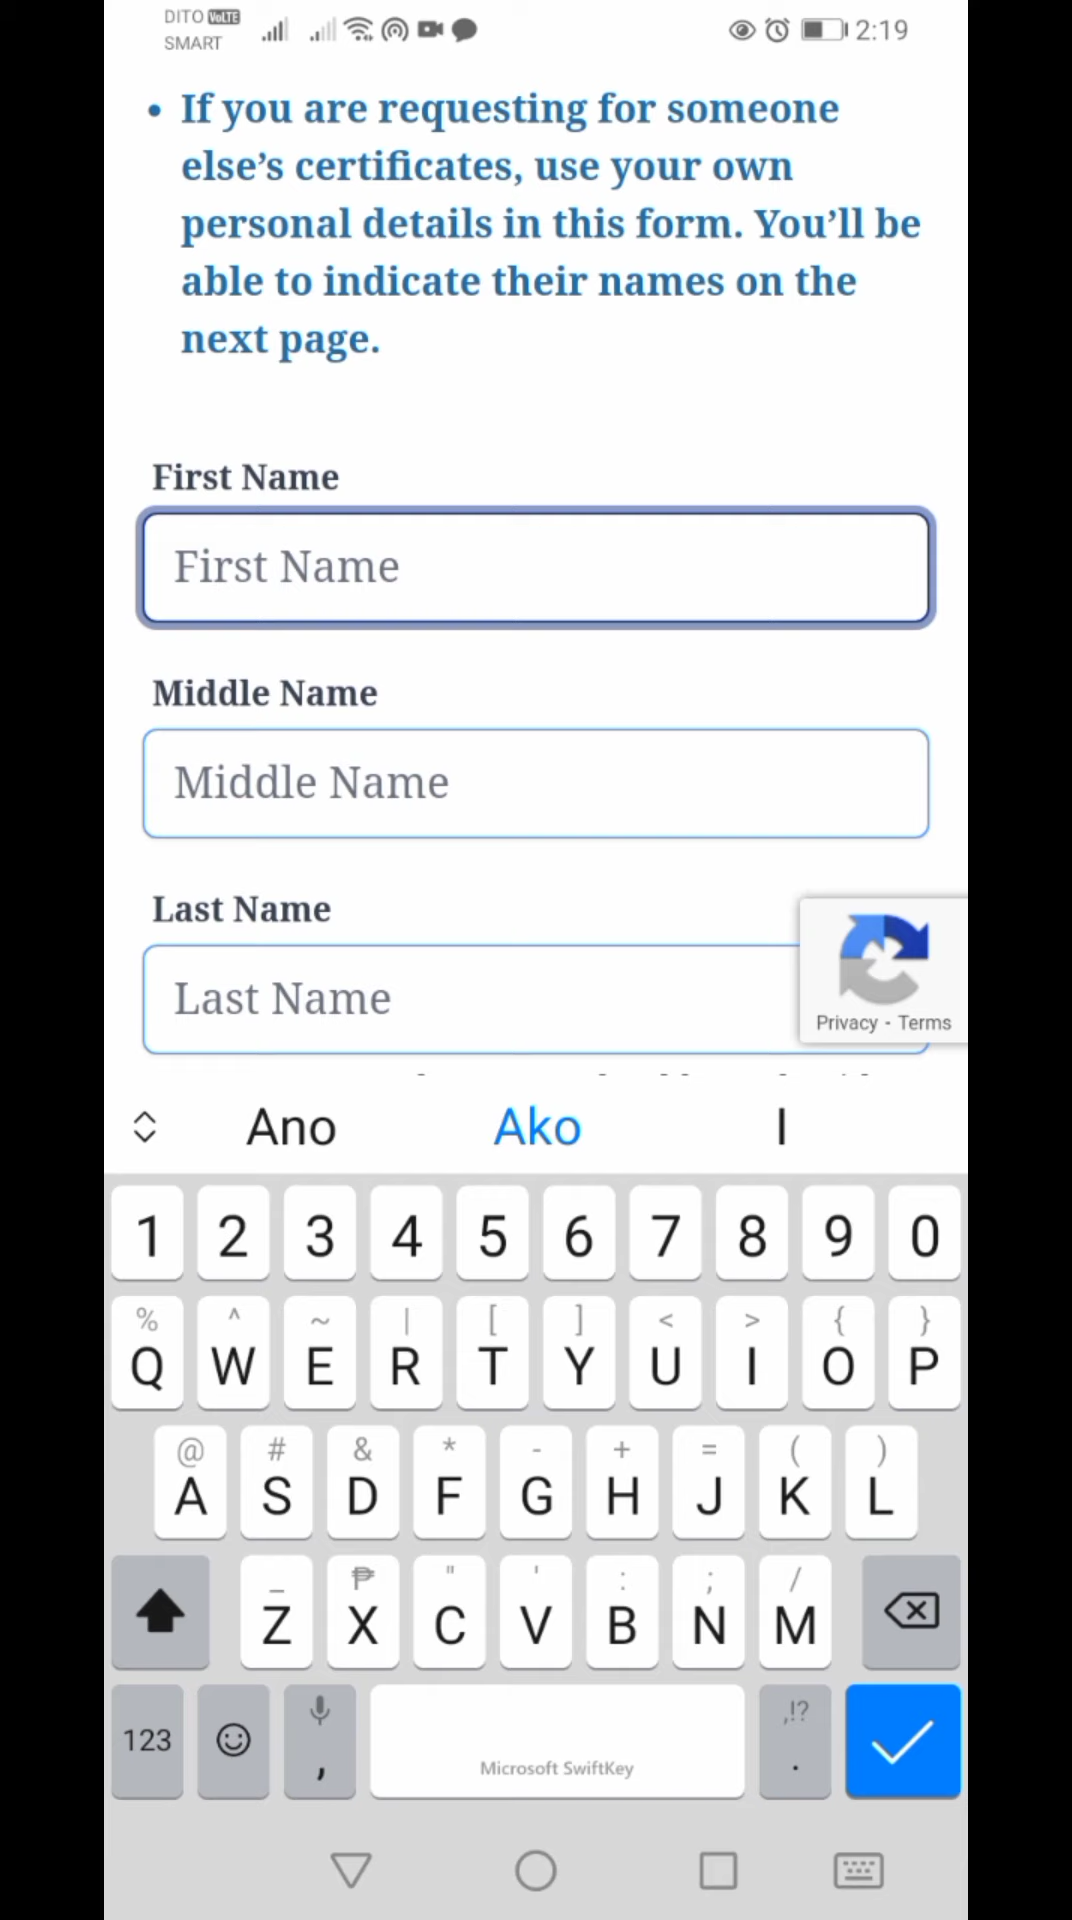 DITO VoLTE
SMART
2:19
• If you are requesting for someone
else’s certificates, use your own
personal details in this form. You’ll be
able to indicate their names on the
next page.
First Name
First Name
Middle Name
Middle Name
Last Name
Last Name
Privacy - Terms
Ano Ako I
1 2 3 4 5 6 7 8 9 0
% ^ ~ | [ ] < > { }
Q W E R T Y U I O P
@ # & * - + = ( )
A S D F G H J K L
_ ₱ " ' : ; /
Z X C V B N M
,!?
123 , Microsoft SwiftKey .